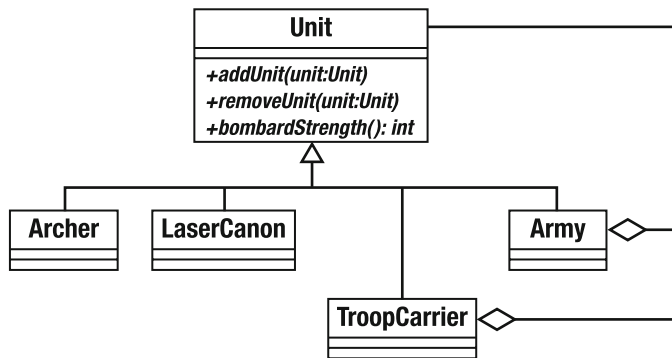 Unit
+addUnit(unit:Unit)
+removeUnit(unit:Unit)
+bombardStrength(): int
Archer
LaserCanon
Army
TroopCarrier